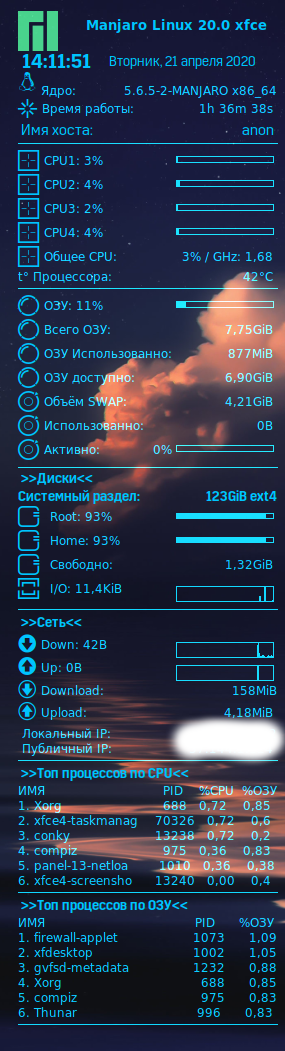 Manjaro Linux 20.0 xfce
14:11:51 Вторник, 21 апреля 2020
Ядро: 5.6.5-2-MANJARO x86_64
Время работы: 1h 36m 38s
Имя хоста: anon
CPU1: 3%
CPU2: 4%
CPU3: 2%
CPU4: 4%
Общее CPU: 3% / GHz: 1,68
t° Процессора: 42°C
ОЗУ: 11%
Всего ОЗУ: 7,75GiB
ОЗУ Использованно: 877MiB
ОЗУ доступно: 6,90GiB
Объём SWAP: 4,21GiB
Использованно: 0B
Активно: 0%
>>Диски<<
Системный раздел: 123GiB ext4
Root: 93%
Home: 93%
Свободно: 1,32GiB
I/O: 11,4KiB
>>Сеть<<
Down: 42B
Up: 0B
Download: 158MiB
Upload: 4,18MiB
Локальный IP:
Публичный IP:
>>Топ процессов по CPU<<
ИМЯ PID %CPU %ОЗУ
1. Xorg 688 0,72 0,85
2. xfce4-taskmanag 70326 0,72 0,6
3. conky 13238 0,72 0,2
4. compiz 975 0,36 0,83
5. panel-13-netloa 1010 0,36 0,38
6. xfce4-screensho 13240 0,00 0,4
>>Топ процессов по ОЗУ<<
ИМЯ PID %ОЗУ
1. firewall-applet 1073 1,09
2. xfdesktop 1002 1,05
3. gvfsd-metadata 1232 0,88
4. Xorg 688 0,85
5. compiz 975 0,83
6. Thunar 996 0,83